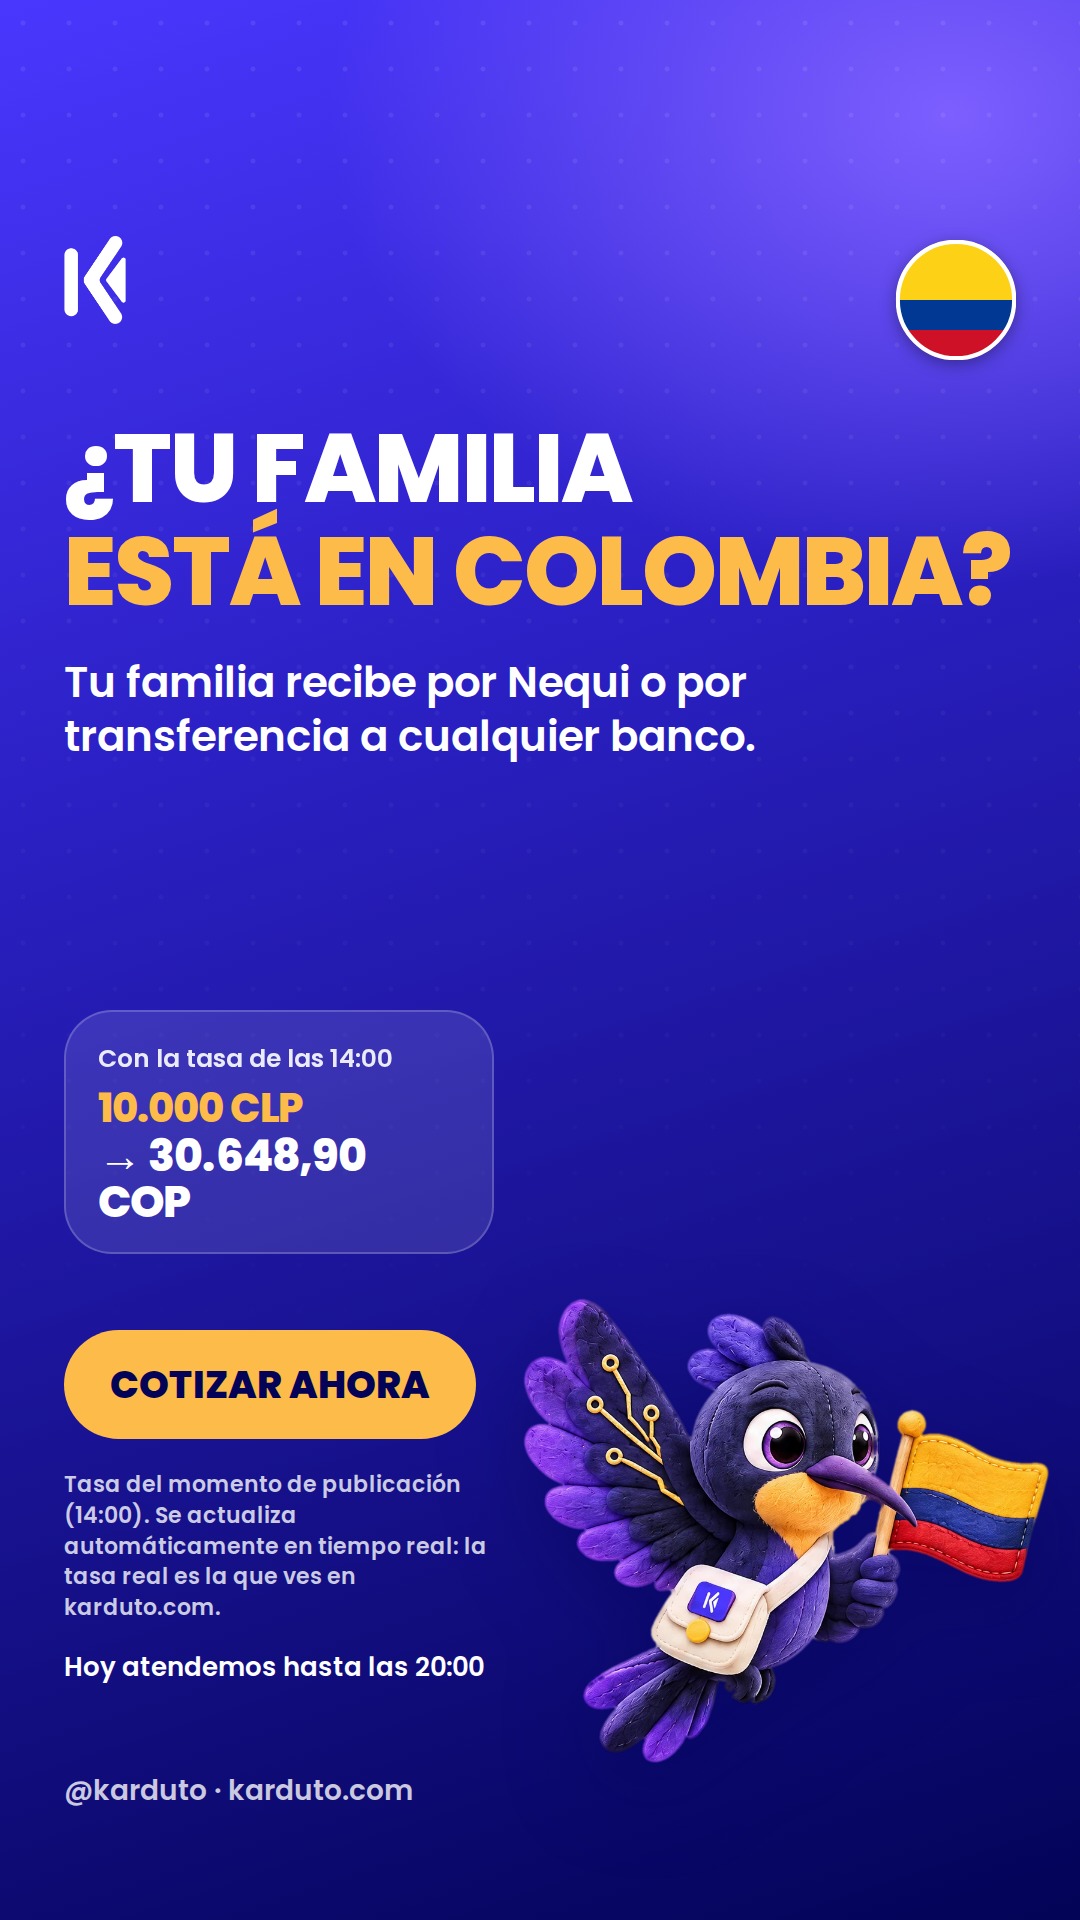 ¿TU FAMILIA
ESTÁ EN COLOMBIA?
Tu familia recibe por Nequi o por
transferencia a cualquier banco.
Con la tasa de las 14:00
10.000 CLP
→ 30.648,90
COP
COTIZAR AHORA
Tasa del momento de publicación
(14:00). Se actualiza
automáticamente en tiempo real: la
tasa real es la que ves en
karduto.com.
Hoy atendemos hasta las 20:00
@karduto · karduto.com